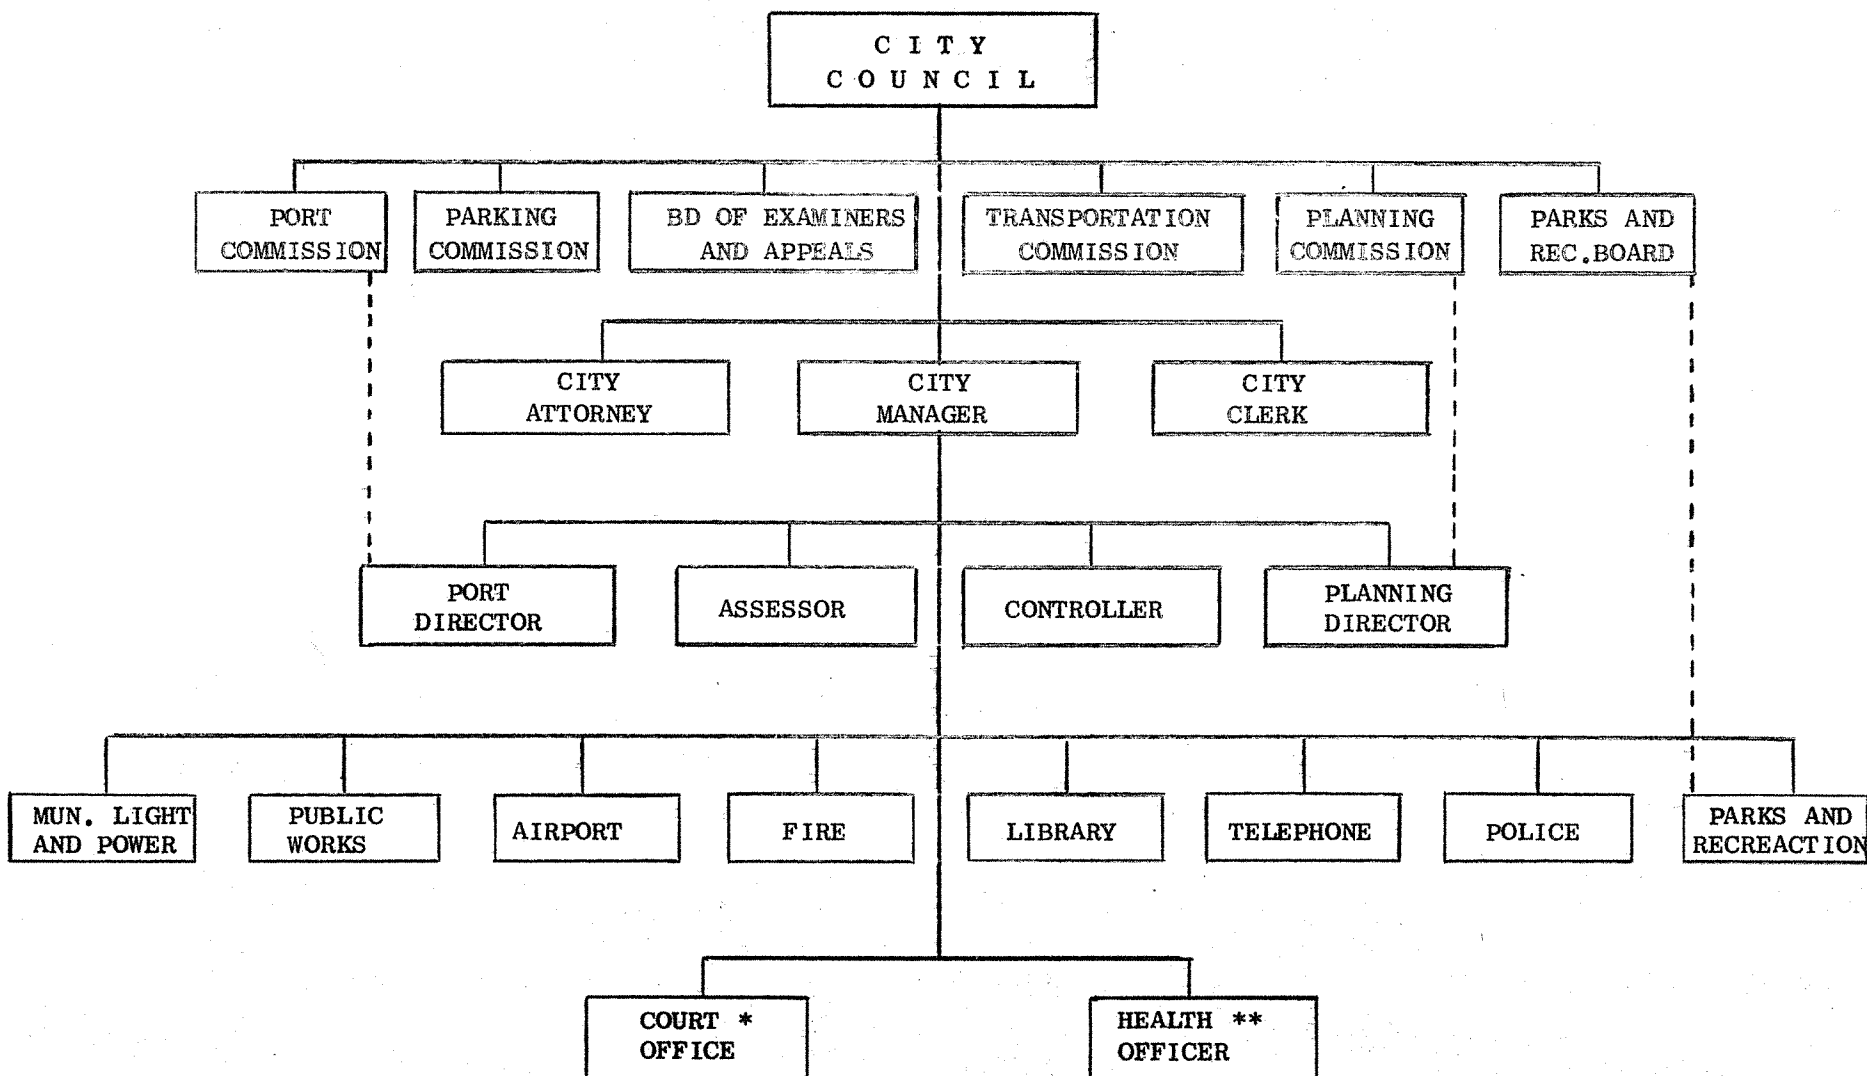 CITY
COUNCIL
PORT
COMMISSION
PARKING
COMMISSION
BD OF EXAMINERS
AND APPEALS
TRANSPORTATION
COMMISSION
PLANNING
COMMISSION
PARKS AND
REC.BOARD
CITY
ATTORNEY
CITY
MANAGER
CITY
CLERK
PORT
DIRECTOR
ASSESSOR
CONTROLLER
PLANNING
DIRECTOR
MUN. LIGHT
AND POWER
PUBLIC
WORKS
AIRPORT
FIRE
LIBRARY
TELEPHONE
POLICE
PARKS AND
RECREACTION
COURT *
OFFICE
HEALTH **
OFFICER